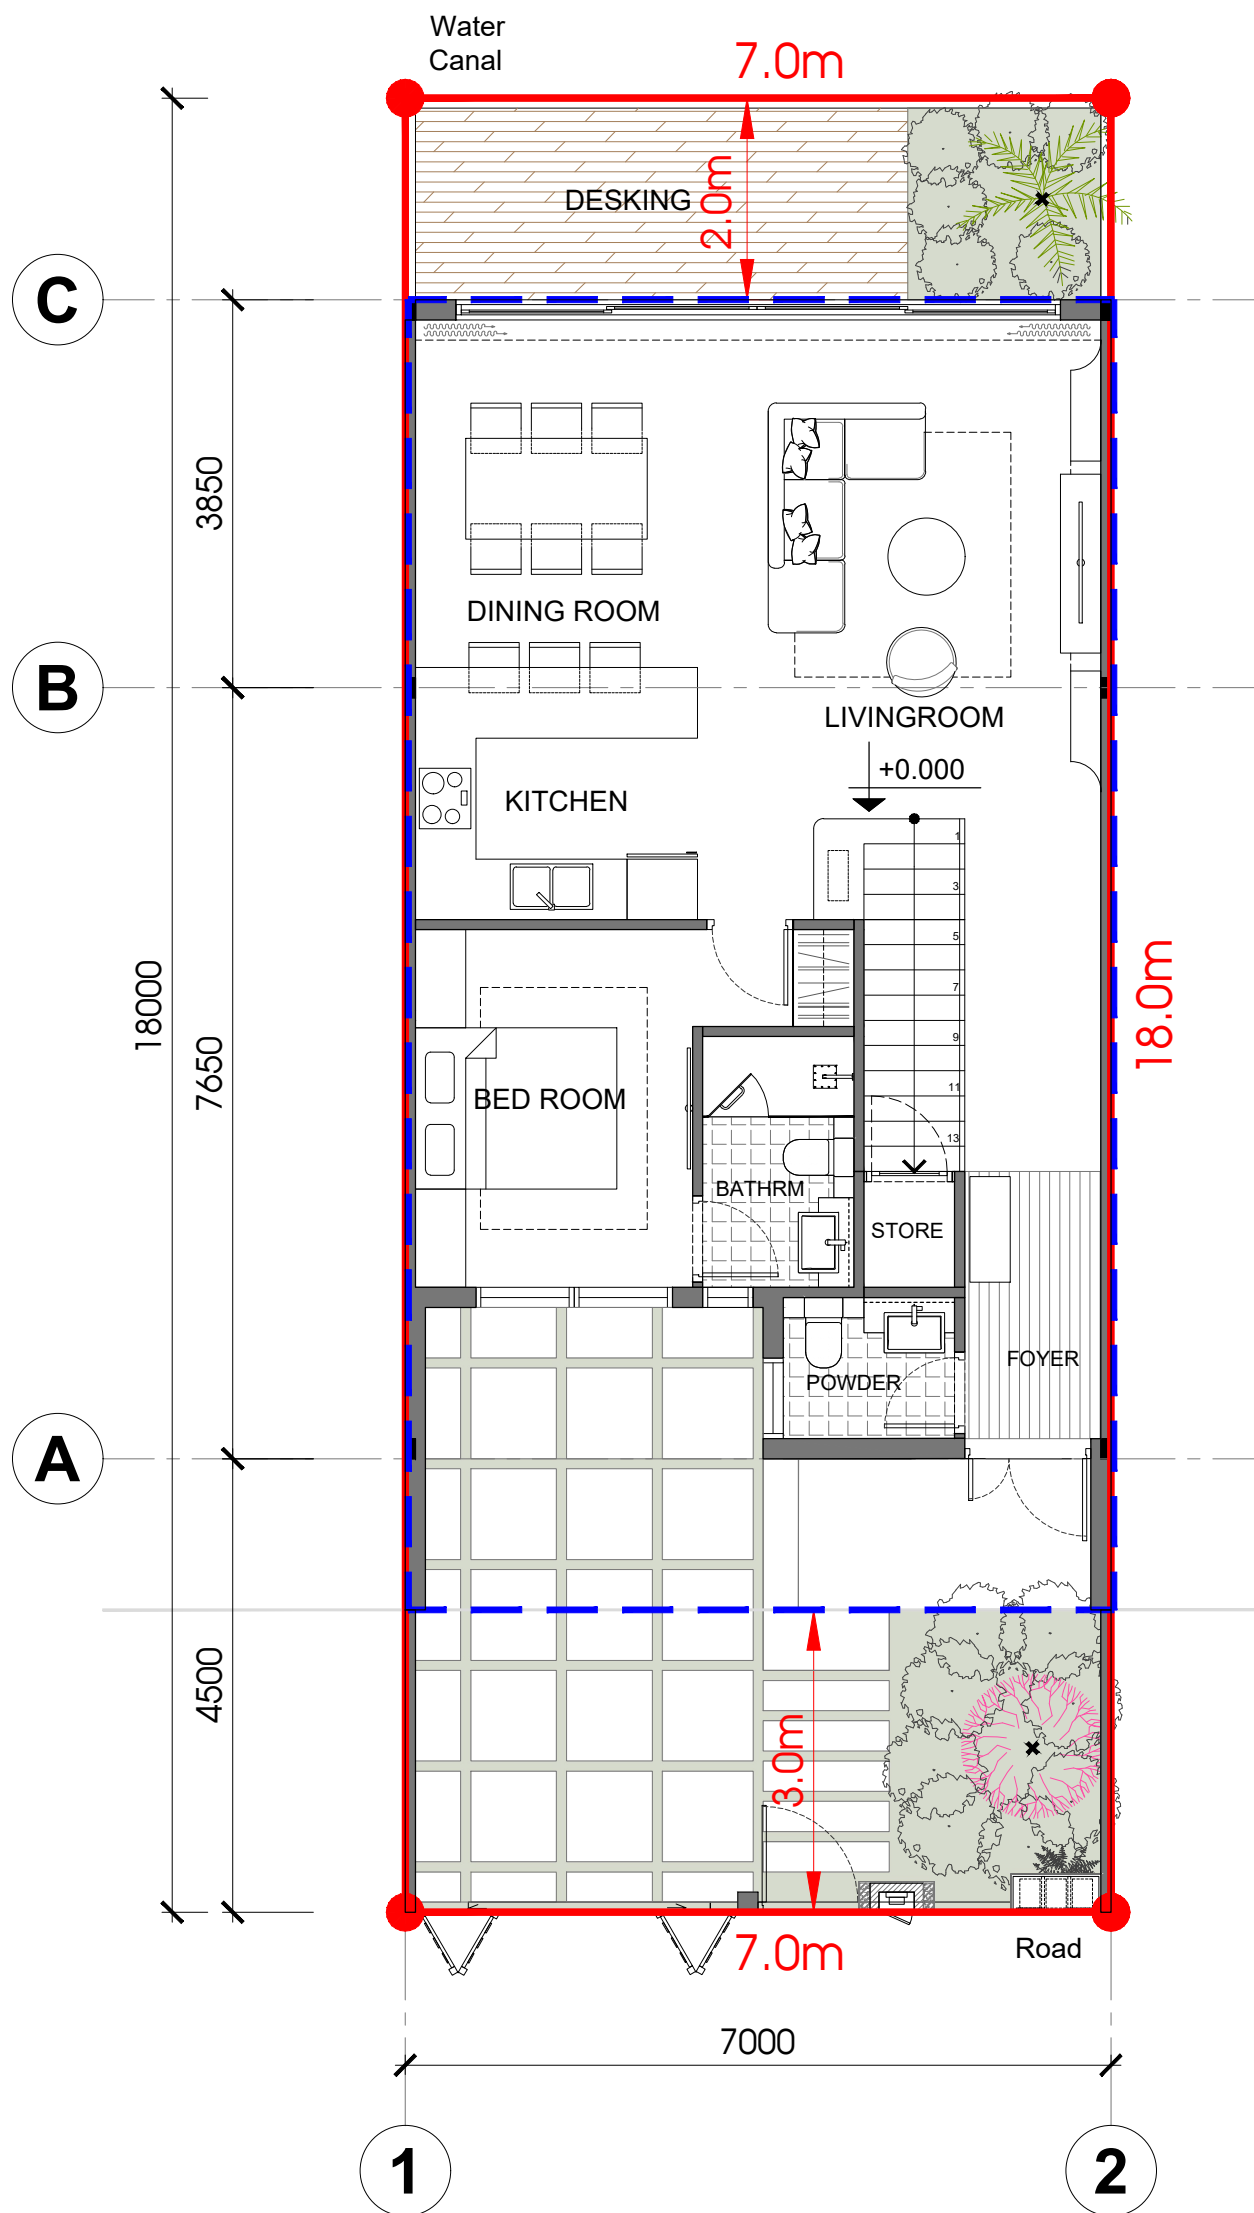 Water
Canal
7.0m
DESKING
2.0m
C
3850
DINING ROOM
B
LIVINGROOM
+0.000
KITCHEN
1
3
5
7
9
11
13
18000
7650
18.0m
BED ROOM
BATHRM
STORE
FOYER
POWDER
A
4500
3.0m
7.0m
Road
7000
1
2